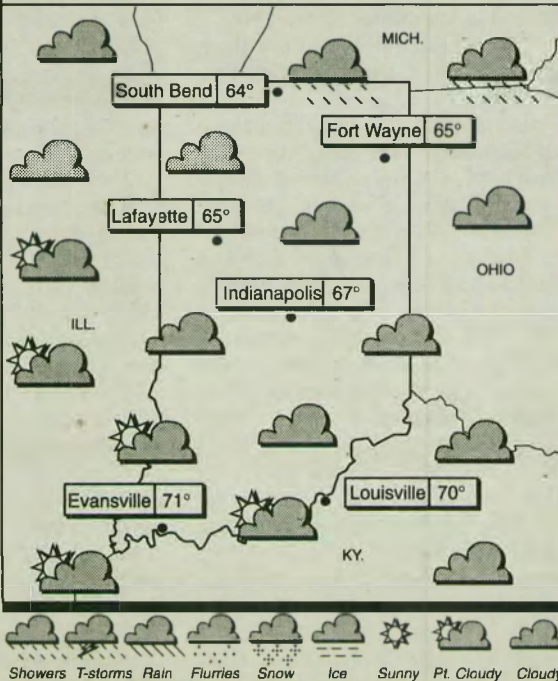 MICH.
South Bend 64°
Fort Wayne 65°
Lafayette 65°
OHIO
Indianapolis 67°
ILL.
Evansville 71°
Louisville 70°
KY.
Showers T-storms Rain Flurries Snow Ice Sunny Pt. Cloudy Cloudy